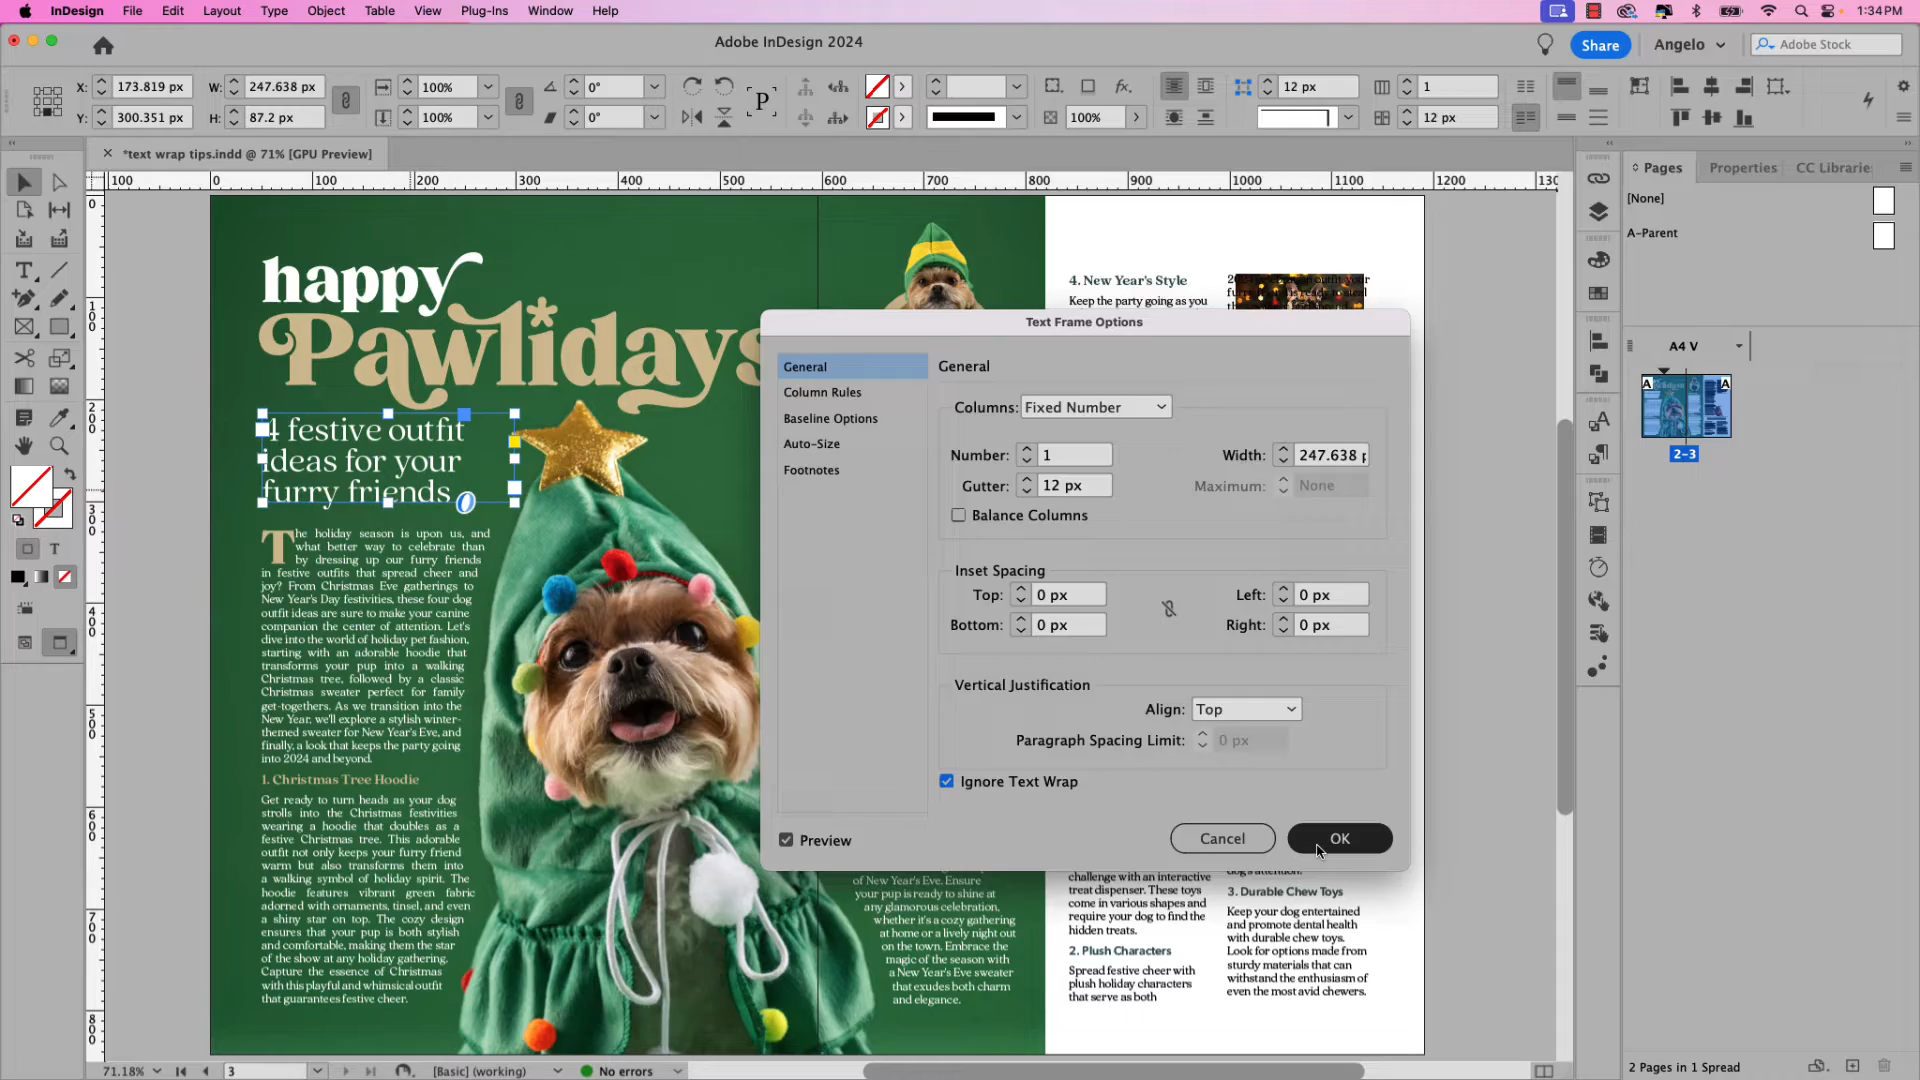 InDesign File Edit Layout Type Object Table View Plug-Ins Window Help 1:34PM
Adobe InDesign 2024
Share Angelo Adobe Stock
X: 173.819 px W: 247.638 px 100% 0° P fx. 12 px 1
Y: 300.351 px H: 87.2 px 100% 0° 100% 12 px
*text wrap tips.indd @ 71% [GPU Preview]
100 0 100 200 300 400 500 600 700 800 900 1000 1100 1200
Pages Properties CC Librarie
[None]
A-Parent
A4 V
A A
2-3
happy
Pawlidays
4 festive outfit
ideas for your
furry friends
The holiday season is upon us, and
what better way to celebrate than
by dressing up our furry friends
in festive outfits that spread cheer and
joy? From Christmas Eve gatherings to
New Year's Day festivities, these four dog
outfit ideas are sure to make your canine
companion the center of attention. Let's
dive into the world of holiday pet fashion,
starting with an adorable hoodie that
transforms your pup into a walking
Christmas tree, followed by a classic
Christmas sweater perfect for family
get-togethers. As we transition into the
New Year, we'll explore a stylish winter-
themed sweater for New Year's Eve, and
finally, a look that keeps the party going
into 2024 and beyond.
1. Christmas Tree Hoodie
Get ready to turn heads as your dog
strolls into the Christmas festivities
wearing a hoodie that doubles as a
festive Christmas tree. This adorable
outfit not only keeps your furry friend
warm but also transforms them into
a walking symbol of holiday spirit. The
hoodie features vibrant green fabric
adorned with ornaments, tinsel, and even
a shiny star on top. The cozy design
ensures that your pup is both stylish
and comfortable, making them the star
of the show at any holiday gathering.
Capture the essence of Christmas
with this playful and whimsical outfit
that guarantees festive cheer.
4. New Year's Style
Keep the party going as you
Text Frame Options
General
Column Rules
Baseline Options
Auto-Size
Footnotes
General
Columns: Fixed Number
Number: 1 Width: 247.638 p
Gutter: 12 px Maximum: None
Balance Columns
Inset Spacing
Top: 0 px Left: 0 px
Bottom: 0 px Right: 0 px
Vertical Justification
Align: Top
Paragraph Spacing Limit: 0 px
Ignore Text Wrap
Preview
Cancel OK
of New Year's Eve. Ensure
your pup is ready to shine at
any glamorous celebration,
whether it's a cozy gathering
at home or a lively night out
on the town. Embrace the
magic of the season with
a New Year's Eve sweater
that exudes both charm
and elegance.
challenge with an interactive
treat dispenser. These toys
come in various shapes and
require your dog to find the
hidden treats.
2. Plush Characters
Spread festive cheer with
plush holiday characters
that serve as both
dog's attention.
3. Durable Chew Toys
Keep your dog entertained
and promote dental health
with durable chew toys.
Look for options made from
sturdy materials that can
withstand the enthusiasm of
even the most avid chewers.
71.18% 3 [Basic] (working) No errors
2 Pages in 1 Spread